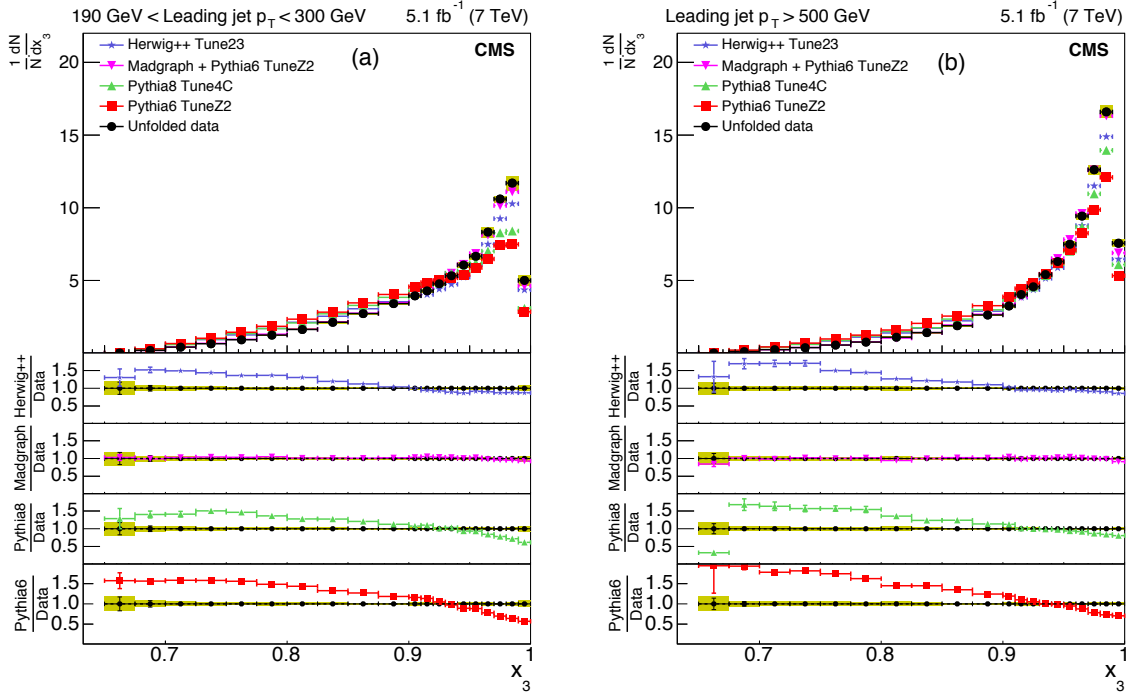 190 GeV < Leading jet p_T < 300 GeV 5.1 fb⁻¹ (7 TeV)
1/N dN/dx₃
CMS
(a)
Herwig++ Tune23
Madgraph + Pythia6 TuneZ2
Pythia8 Tune4C
Pythia6 TuneZ2
Unfolded data
20
15
10
5
Herwig++/Data
1.5
1.0
0.5
Madgraph/Data
1.5
1.0
0.5
Pythia8/Data
1.5
1.0
0.5
Pythia6/Data
1.5
1.0
0.5
0.7 0.8 0.9 1
x₃
Leading jet p_T > 500 GeV 5.1 fb⁻¹ (7 TeV)
1/N dN/dx₃
CMS
(b)
Herwig++ Tune23
Madgraph + Pythia6 TuneZ2
Pythia8 Tune4C
Pythia6 TuneZ2
Unfolded data
20
15
10
5
Herwig++/Data
1.5
1.0
0.5
Madgraph/Data
1.5
1.0
0.5
Pythia8/Data
1.5
1.0
0.5
Pythia6/Data
1.5
1.0
0.5
0.7 0.8 0.9 1
x₃